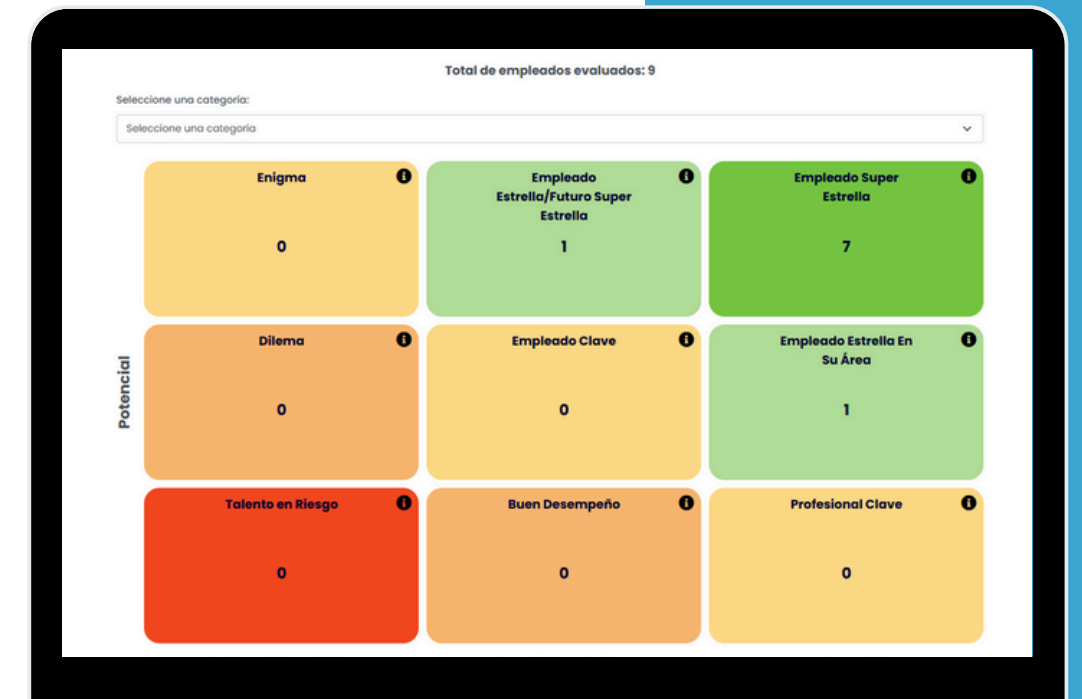 Total de empleados evaluados: 9
Seleccione una categoría:
Seleccione una categoría
Enigma
0
Empleado
Estrella/Futuro Super
Estrella
1
Empleado Super
Estrella
7
Potencial
Dilema
0
Empleado Clave
0
Empleado Estrella En
Su Área
1
Talento en Riesgo
0
Buen Desempeño
0
Profesional Clave
0